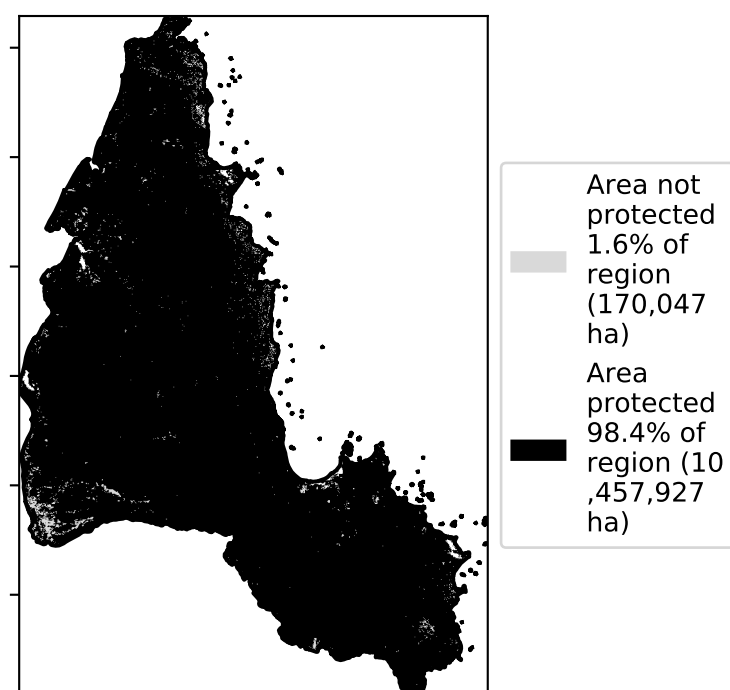 Area not
protected
1.6% of
region
(170,047
ha)
Area
protected
98.4% of
region (10
,457,927
ha)